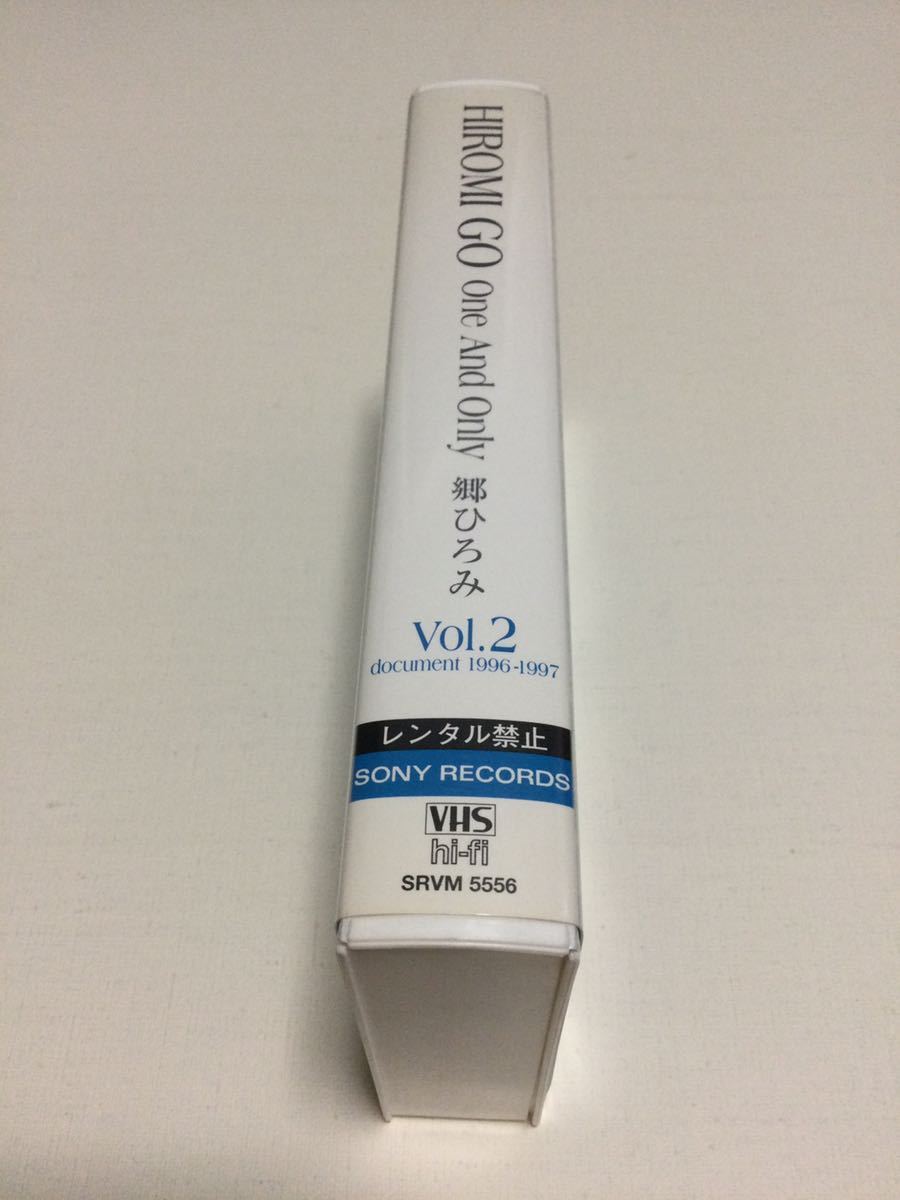 HIROMI GO One And Only 郷ひろみ
Vol.2
document 1996-1997
レンタル禁止
SONY RECORDS
VHS
hi-fi
SRVM 5556